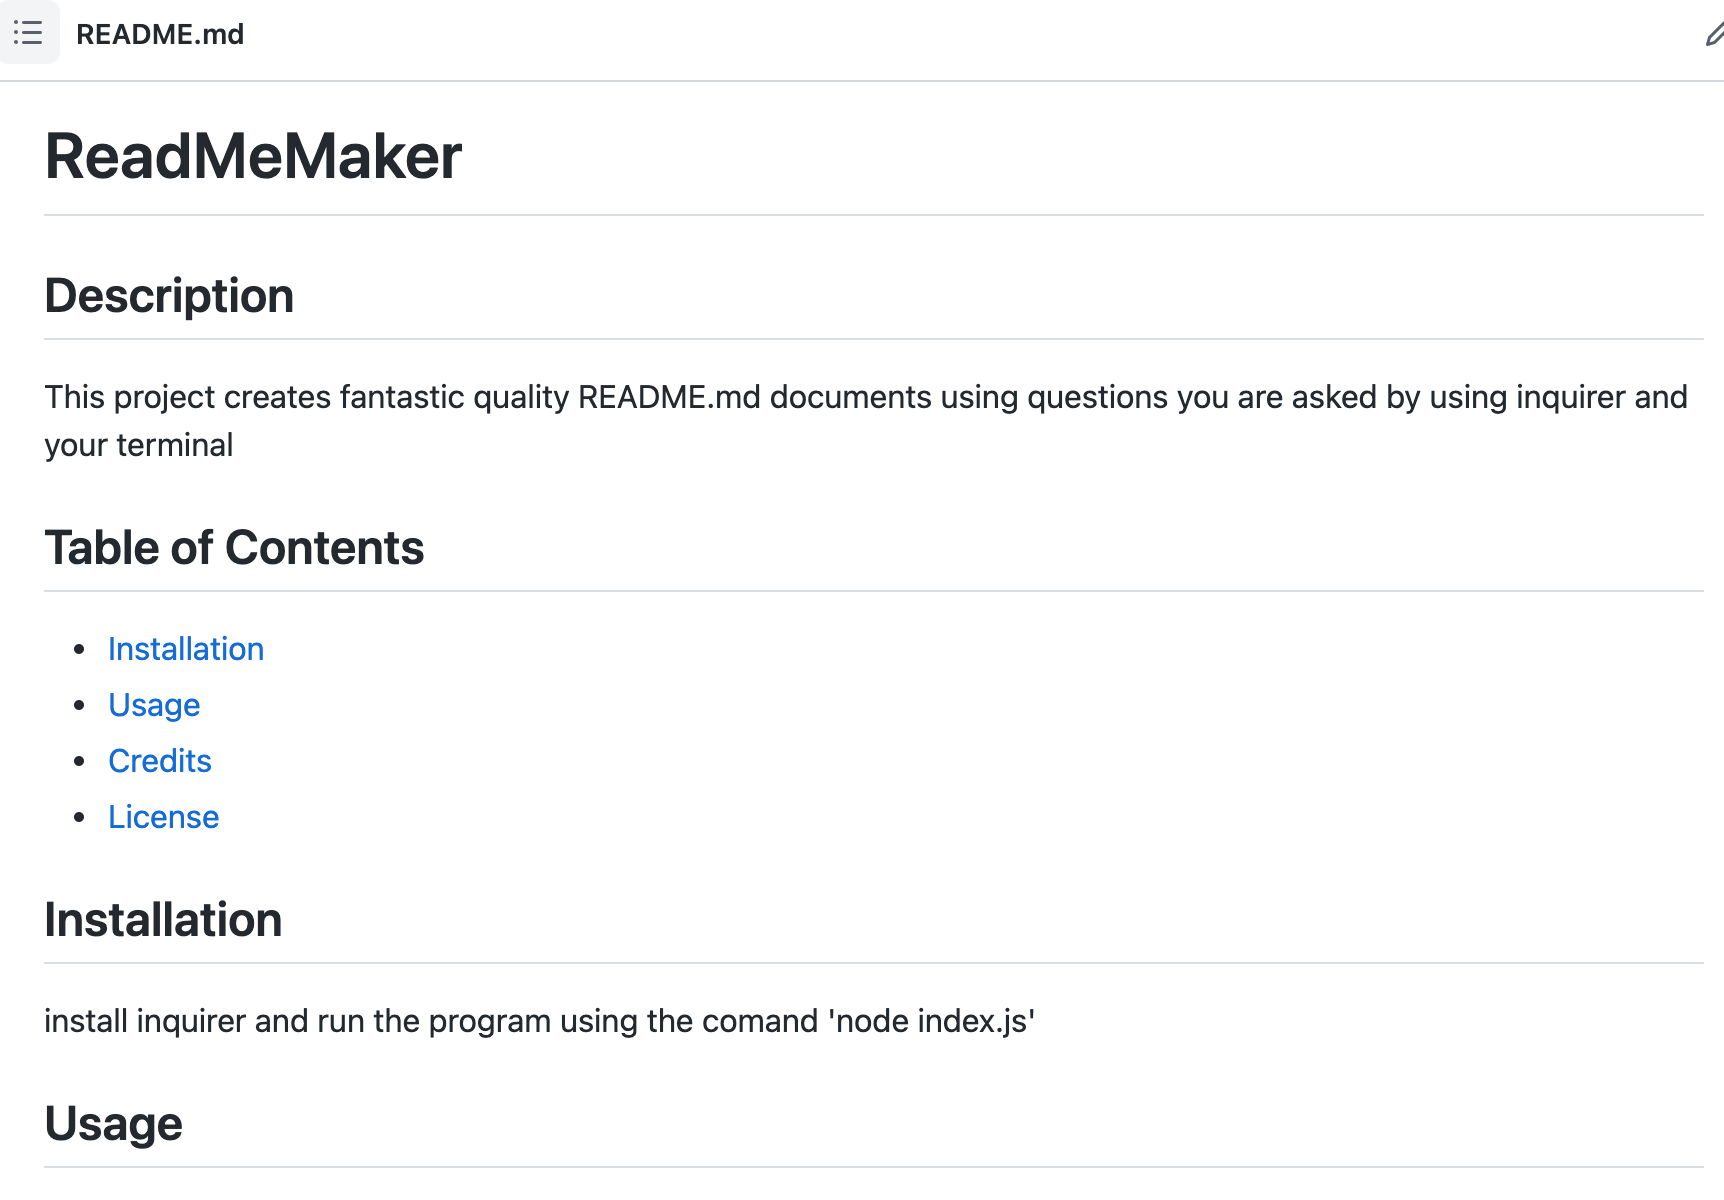 README.md
ReadMeMaker
Description
This project creates fantastic quality README.md documents using questions you are asked by using inquirer and
your terminal
Table of Contents
Installation
Usage
Credits
License
Installation
install inquirer and run the program using the comand 'node index.js'
Usage